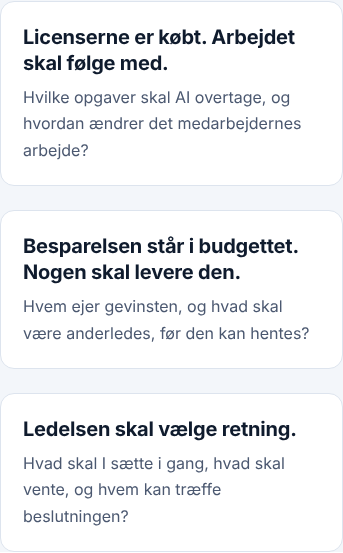 Licenserne er købt. Arbejdet
skal følge med.
Hvilke opgaver skal AI overtage, og
hvordan ændrer det medarbejdernes
arbejde?
Besparelsen står i budgettet.
Nogen skal levere den.
Hvem ejer gevinsten, og hvad skal
være anderledes, før den kan hentes?
Ledelsen skal vælge retning.
Hvad skal I sætte i gang, hvad skal
vente, og hvem kan træffe
beslutningen?